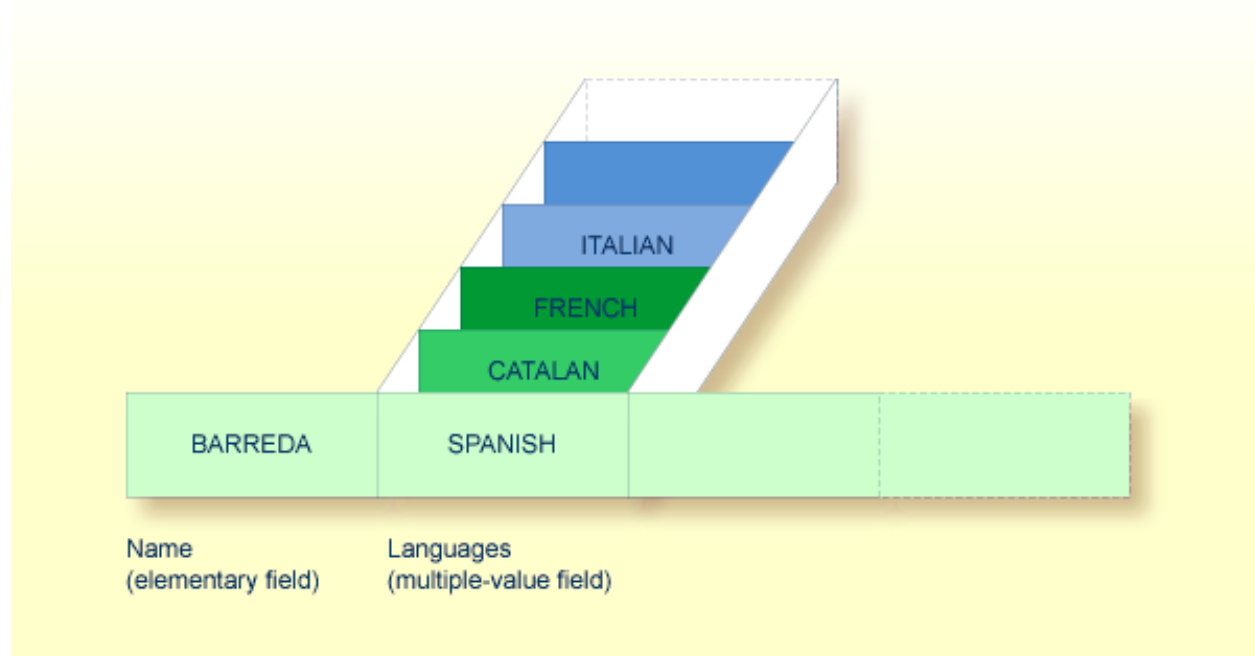 ITALIAN
FRENCH
CATALAN
BARREDA SPANISH
Name Languages
(elementary field) (multiple-value field)